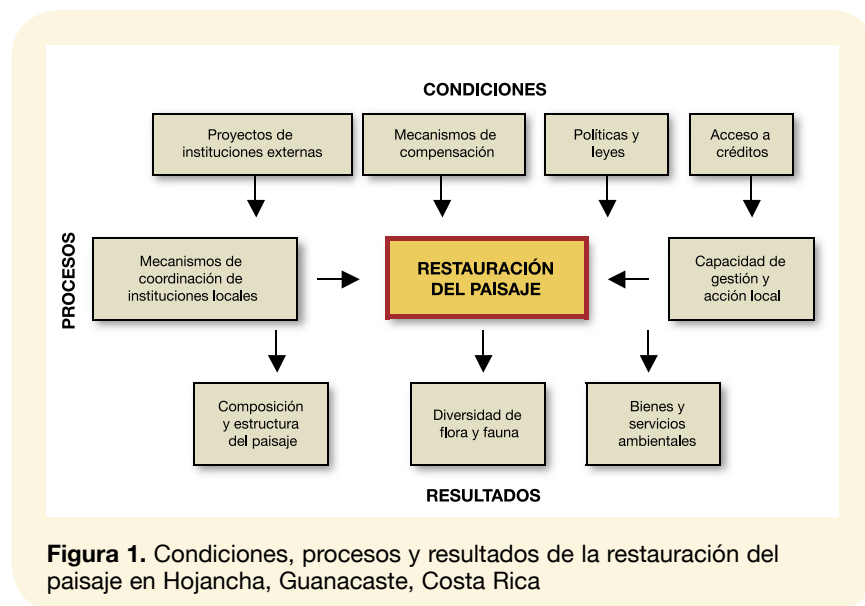 CONDICIONES
Proyectos de
instituciones externas
Mecanismos de
compensación
Políticas y
leyes
Acceso a
créditos
PROCESOS
Mecanismos de
coordinación de
instituciones locales
RESTAURACIÓN
DEL PAISAJE
Capacidad de
gestión y
acción local
Composición
y estructura
del paisaje
Diversidad de
flora y fauna
Bienes y
servicios
ambientales
RESULTADOS
Figura 1. Condiciones, procesos y resultados de la restauración del
paisaje en Hojancha, Guanacaste, Costa Rica